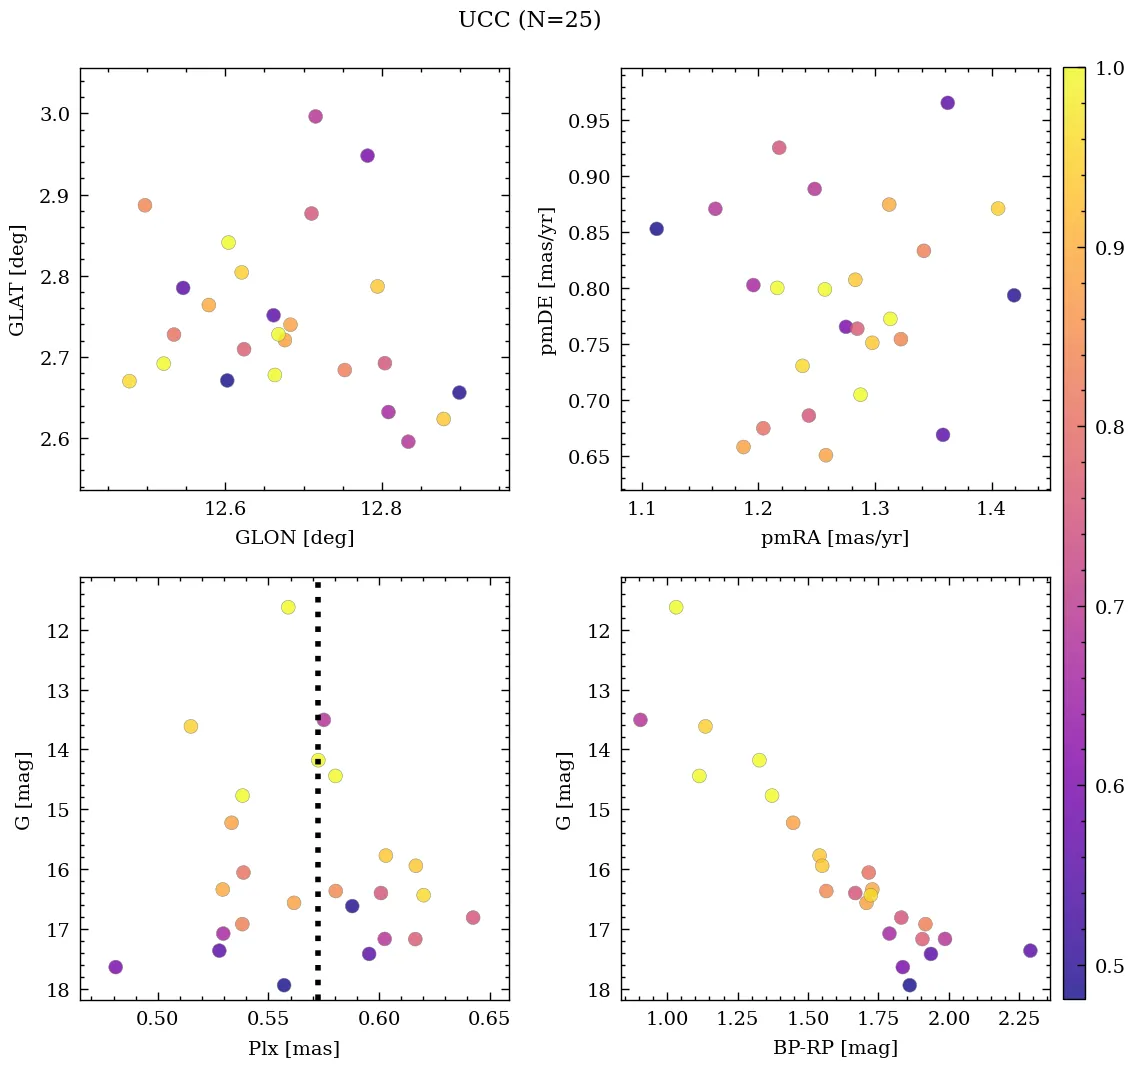 UCC (N=25)
3.0
2.9
2.8
2.7
2.6
GLAT [deg]
12.6 12.8
GLON [deg]
0.95
0.90
0.85
0.80
0.75
0.70
0.65
pmDE [mas/yr]
1.1 1.2 1.3 1.4
pmRA [mas/yr]
12
13
14
15
16
17
18
G [mag]
0.50 0.55 0.60 0.65
Plx [mas]
12
13
14
15
16
17
18
G [mag]
1.00 1.25 1.50 1.75 2.00 2.25
BP-RP [mag]
1.0
0.9
0.8
0.7
0.6
0.5